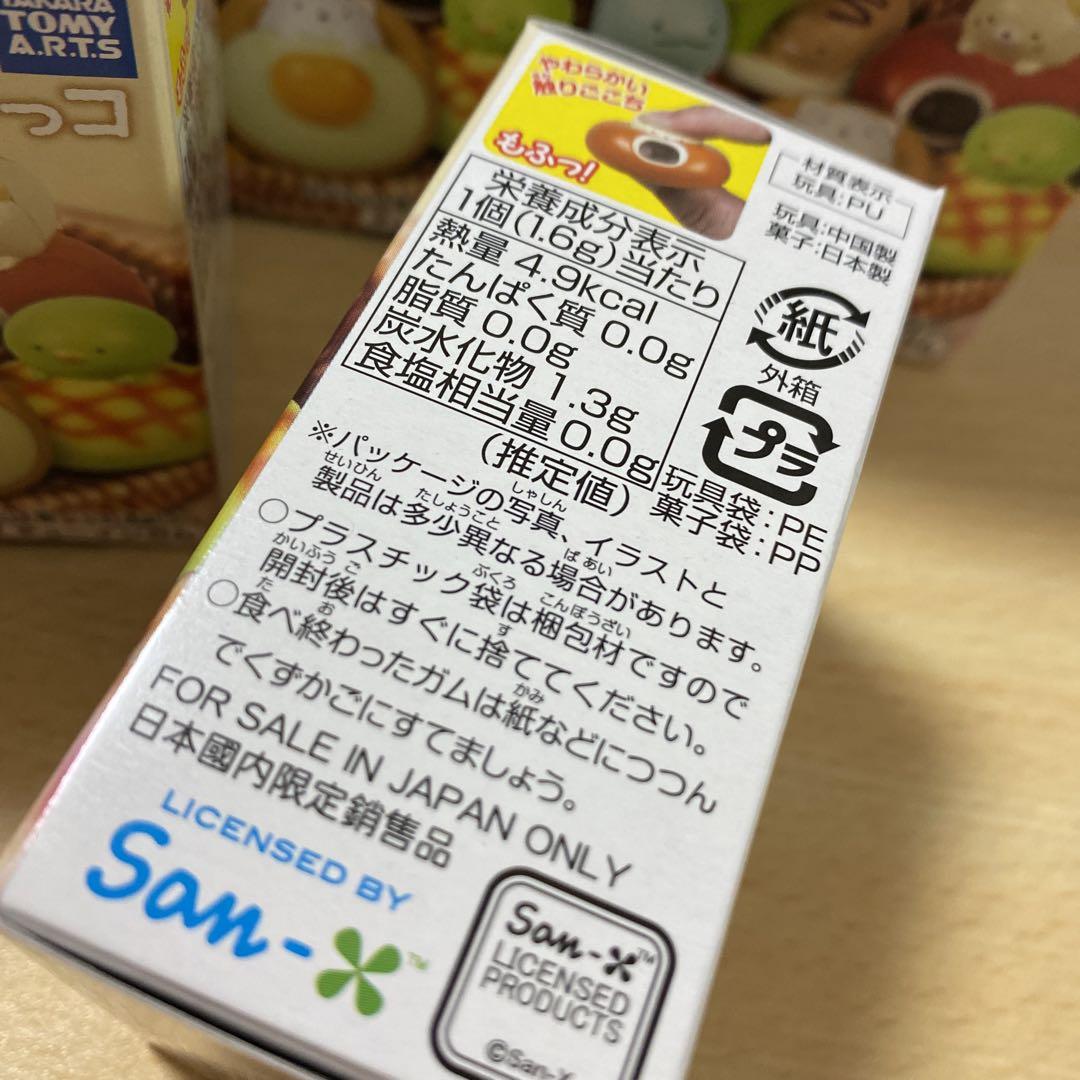 TAKARA
TOMY
A.R.T.S
っコ
やわらかい
触りごこち
もふっ!
材質表示
玩具:PU
玩具:中国製
菓子:日本製
栄養成分表示
1個(1.6g)当たり
熱量 4.9kcal
たんぱく質 0.0g
脂質 0.0g
炭水化物 1.3g
食塩相当量 0.0g
(推定値)
紙
外箱
プラ
玩具袋:PE
菓子袋:PP
※パッケージの写真、イラストと
製品は多少異なる場合があります。
○プラスチック袋は梱包材ですので
開封後はすぐに捨ててください。
○食べ終わったガムは紙などにつつん
でくずかごにすてましょう。
FOR SALE IN JAPAN ONLY
日本國内限定銷售品
LICENSED BY
San-X™
San-X™
LICENSED
PRODUCTS
©San-X